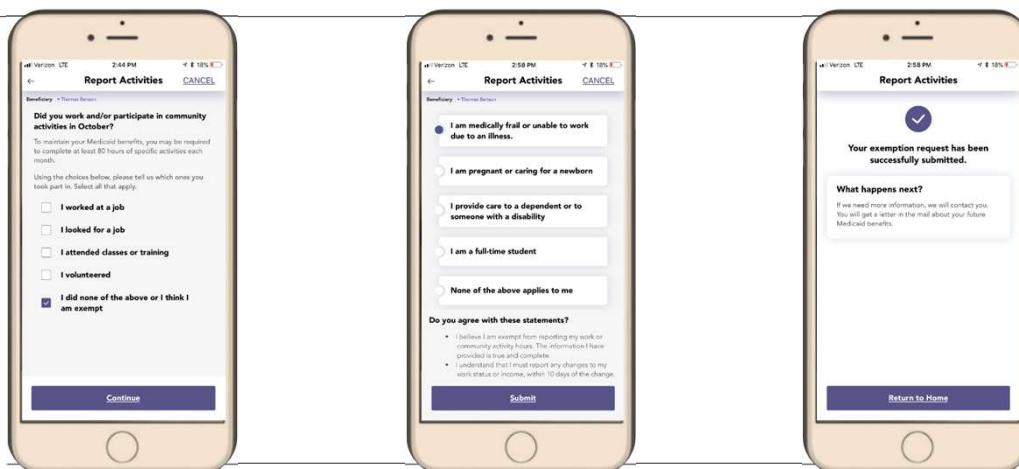 Verizon LTE 2:44 PM 18%
Report Activities CANCEL
Beneficiary Thomas Benson
Did you work and/or participate in community
activities in October?
To maintain your Medicaid benefits, you may be required
to complete at least 80 hours of specific activities each
month.
Using the choices below, please tell us which ones you
took part in. Select all that apply.
I worked at a job
I looked for a job
I attended classes or training
I volunteered
I did none of the above or I think I
am exempt
Continue
Verizon LTE 2:58 PM 18%
Report Activities CANCEL
Beneficiary Thomas Benson
I am medically frail or unable to work
due to an illness.
I am pregnant or caring for a newborn
I provide care to a dependent or to
someone with a disability
I am a full-time student
None of the above applies to me
Do you agree with these statements?
• I believe I am exempt from reporting my work or
community activity hours. The information I have
provided is true and complete.
• I understand that I must report any changes to my
work status or income, within 10 days of the change.
Submit
Verizon LTE 2:58 PM 18%
Report Activities
Your exemption request has been
successfully submitted.
What happens next?
If we need more information, we will contact you.
You will get a letter in the mail about your future
Medicaid benefits.
Return to Home